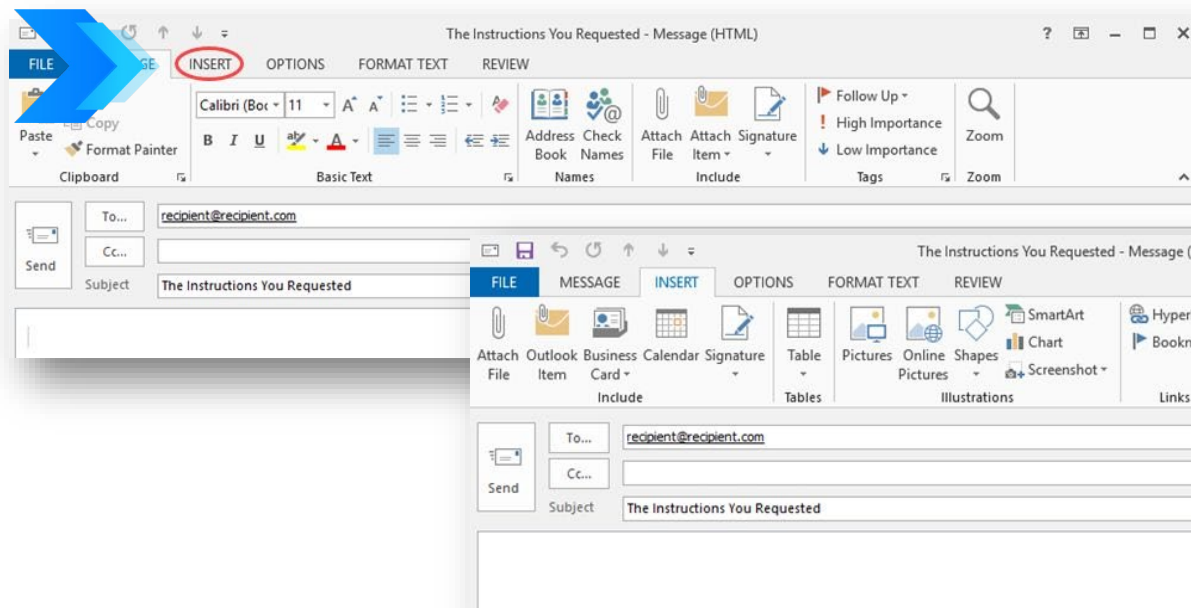 The Instructions You Requested - Message (HTML) ?
FILE GE INSERT OPTIONS FORMAT TEXT REVIEW
Calibri (Boc 11 A A
Follow Up
Copy
High Importance
Paste
Format Painter
B I U aby A
Address Book
Check Names
Attach File
Attach Item
Signature
Low Importance
Zoom
Clipboard Basic Text Names Include Tags Zoom
To... recipient@recipient.com
Cc...
Send
Subject The Instructions You Requested
The Instructions You Requested - Message (
FILE MESSAGE INSERT OPTIONS FORMAT TEXT REVIEW
Attach File
Outlook Item
Business Card
Calendar
Signature
Table
Pictures
Online Pictures
Shapes
SmartArt
Chart
Screenshot
Hyper
Bookn
Include Tables Illustrations Links
To... recipient@recipient.com
Cc...
Send
Subject The Instructions You Requested